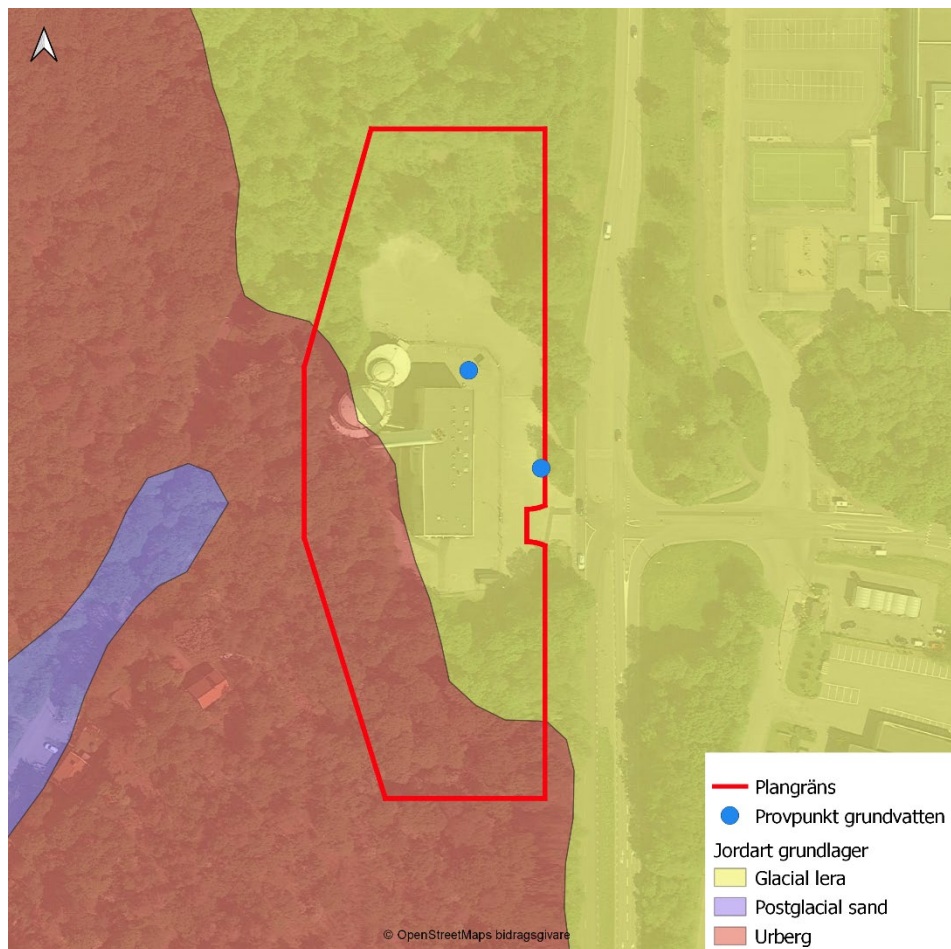 Plangräns
Provpunkt grundvatten
Jordart grundlager
Glacial lera
Postglacial sand
Urberg
© OpenStreetMaps bidragsgivare